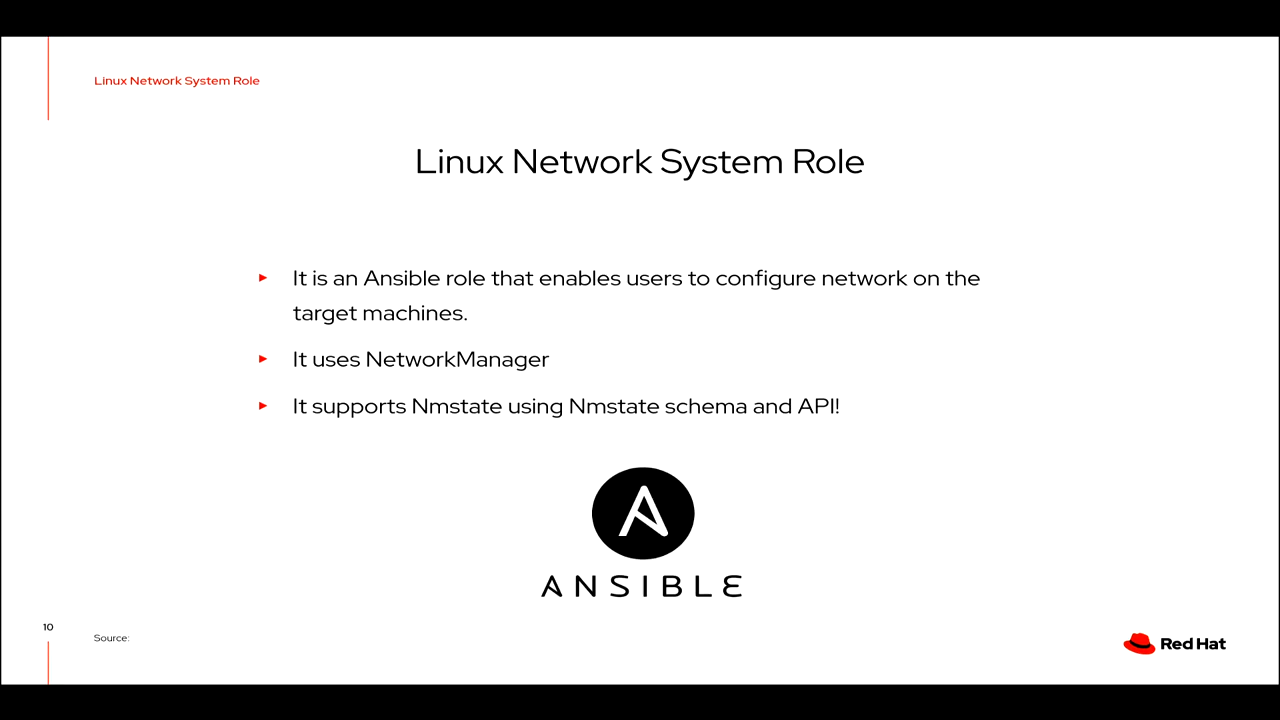 Linux Network System Role
Linux Network System Role
► It is an Ansible role that enables users to configure network on the
target machines.
► It uses NetworkManager
► It supports Nmstate using Nmstate schema and API!
ANSIBLE
10
Source:
Red Hat